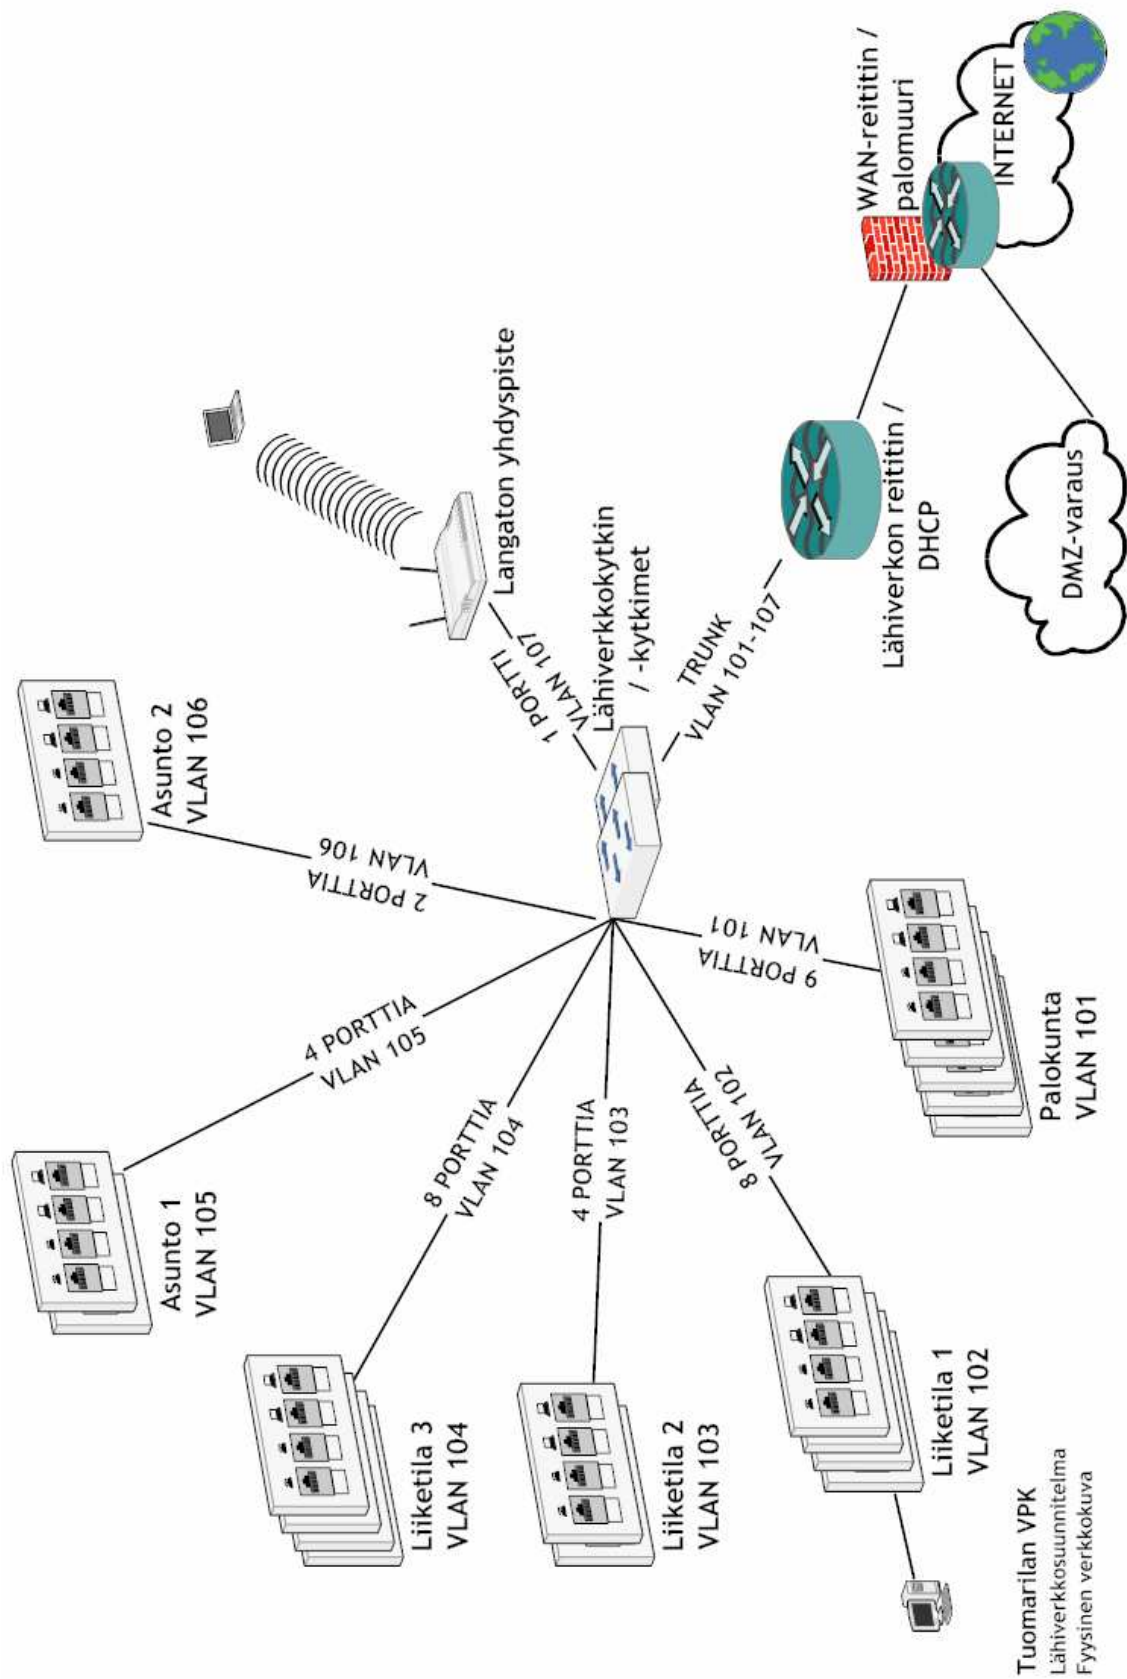 Asunto 2
VLAN 106
Asunto 1
VLAN 105
Liiketila 3
VLAN 104
Liiketila 2
VLAN 103
Liiketila 1
VLAN 102
Palokunta
VLAN 101
2 PORTTIA
VLAN 106
4 PORTTIA
VLAN 105
8 PORTTIA
VLAN 104
4 PORTTIA
VLAN 103
8 PORTTIA
VLAN 102
9 PORTTIA
VLAN 101
1 PORTTI
VLAN 107
Langaton yhdyspiste
Lähiverkkokytkin
/ -kytkimet
TRUNK
VLAN 101-107
Lähiverkon reititin /
DHCP
WAN-reititin /
palomuuri
INTERNET
DMZ-varaus
Tuomarilan VPK
Lähiverkkosuunnitelma
Fyysinen verkkokuva